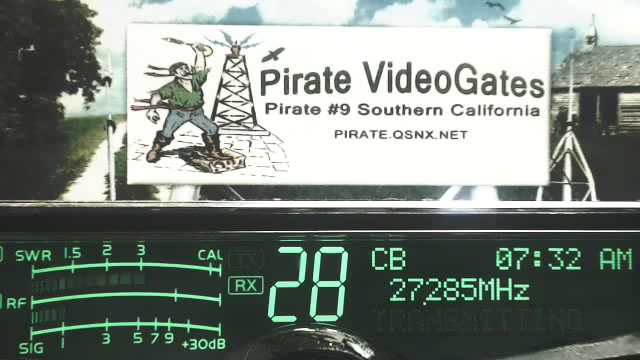 Pirate VideoGates
Pirate #9 Southern California
PIRATE.QSNX.NET
SWR 1.5 2 3 CAL
TX
28
CB
07:32 AM
RX
27285MHz
RF
TRANSMITTING
SIG 1 3 5 7 9 +30dB